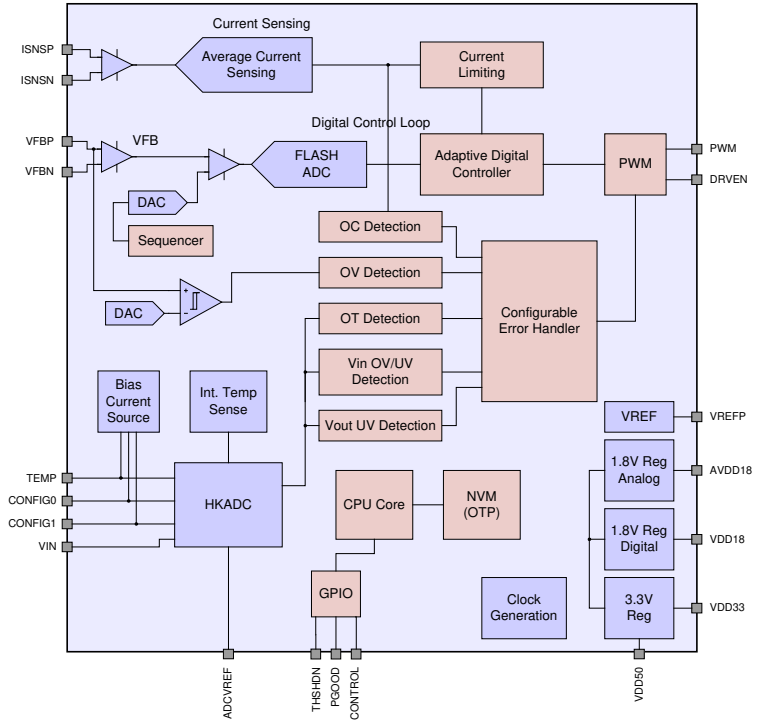 Current Sensing
ISNSP
ISNSN
Average Current
Sensing
Current
Limiting
Digital Control Loop
VFBP
VFBN
VFB
FLASH
ADC
Adaptive Digital
Controller
PWM
PWM
DRVEN
DAC
Sequencer
OC Detection
OV Detection
DAC
+
-
OT Detection
Configurable
Error Handler
Vin OV/UV
Detection
Vout UV Detection
Bias
Current
Source
Int. Temp
Sense
VREF
VREFP
TEMP
CONFIG0
CONFIG1
VIN
HKADC
CPU Core
NVM
(OTP)
1.8V Reg
Analog
AVDD18
1.8V Reg
Digital
VDD18
GPIO
Clock
Generation
3.3V
Reg
VDD33
ADCVREF
THSHDN
PGOOD
CONTROL
VDD50